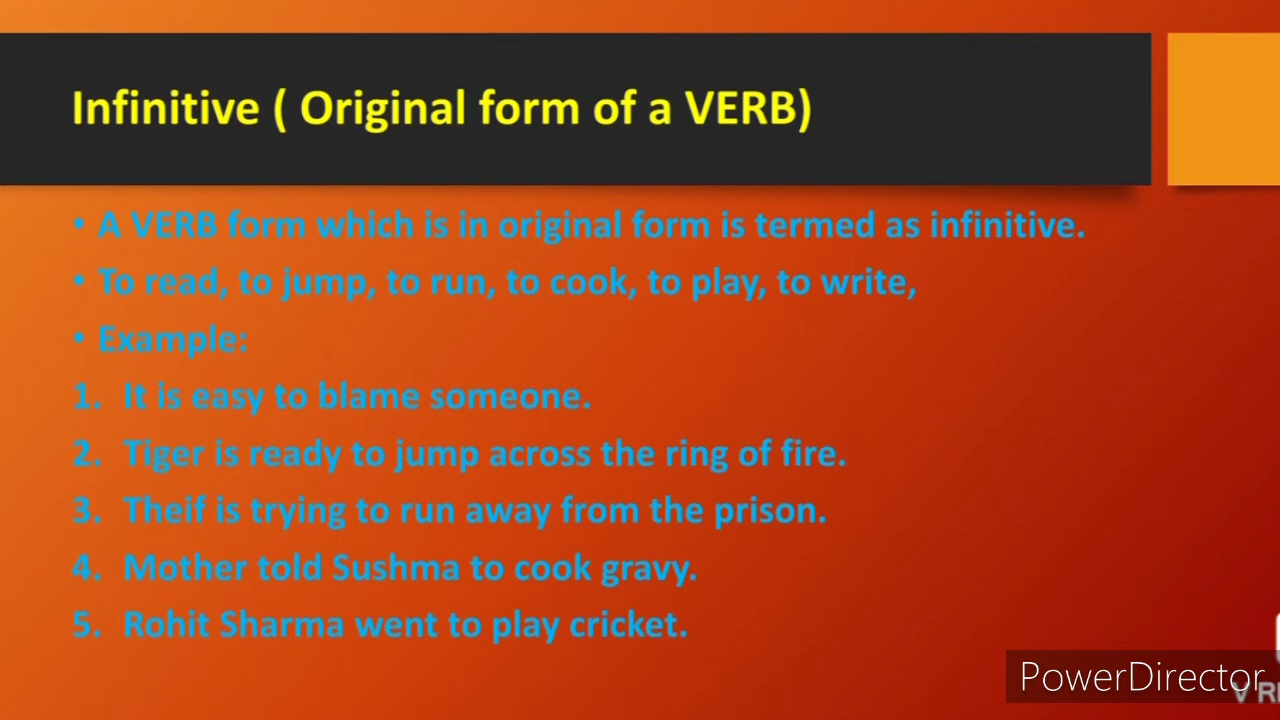 Infinitive ( Original form of a VERB)
• A VERB form which is in original form is termed as infinitive.
• To read, to jump, to run, to cook, to play, to write,
• Example:
1. It is easy to blame someone.
2. Tiger is ready to jump across the ring of fire.
3. Theif is trying to run away from the prison.
4. Mother told Sushma to cook gravy.
5. Rohit Sharma went to play cricket.
PowerDirector